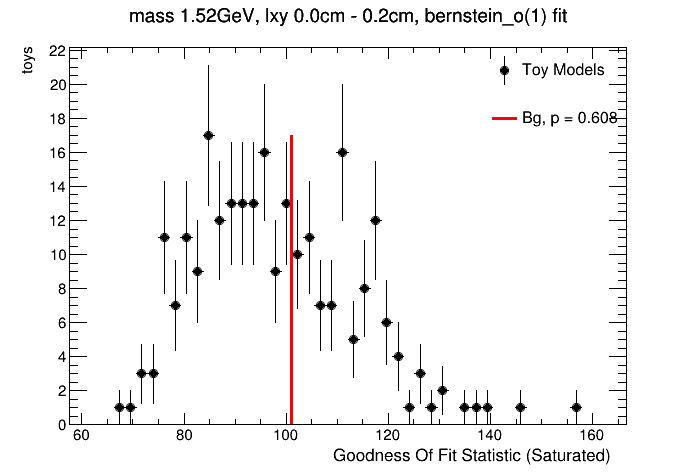 mass 1.52GeV, lxy 0.0cm - 0.2cm, bernstein_o(1) fit
toys
22
20
18
16
14
12
10
8
6
4
2
0
Toy Models
Bg, p = 0.608
60 80 100 120 140 160
Goodness Of Fit Statistic (Saturated)